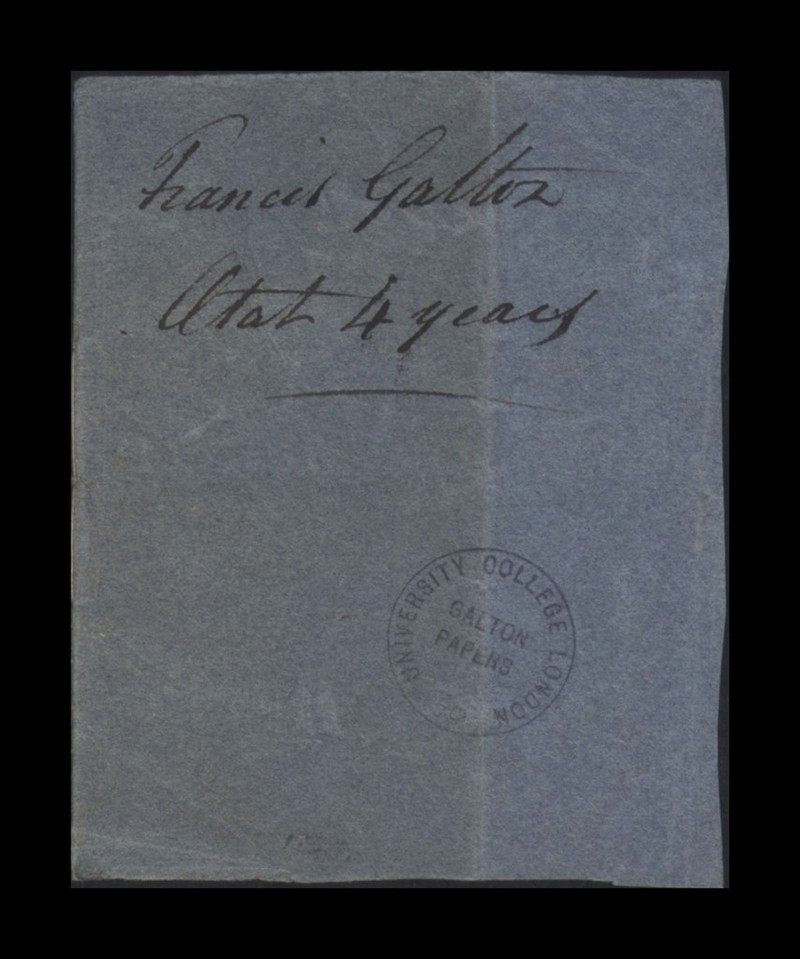 Francis Galton
Ætat 4 years
UNIVERSITY COLLEGE LONDON
GALTON
PAPERS